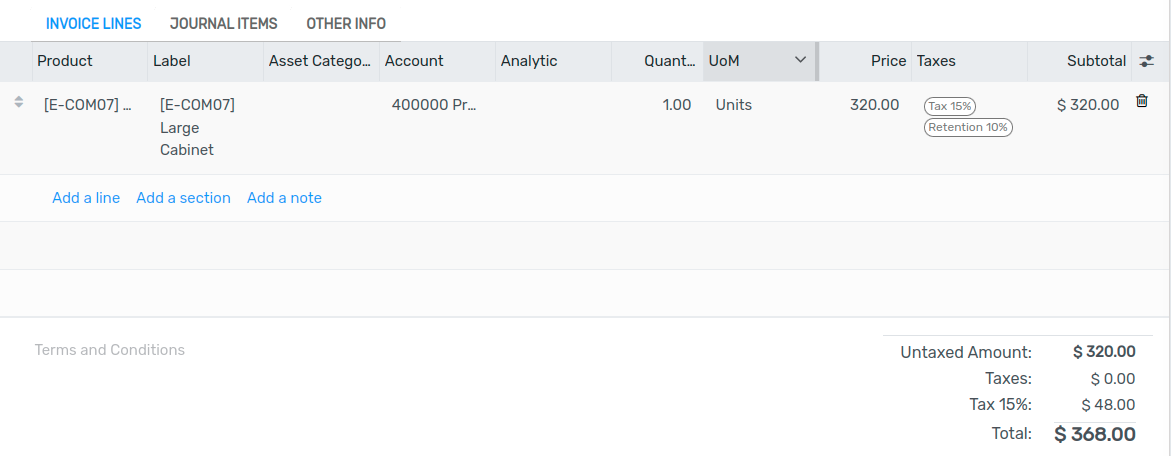 INVOICE LINES JOURNAL ITEMS OTHER INFO
Product Label Asset Catego... Account Analytic Quant... UoM Price Taxes Subtotal
[E-COM07] ... [E-COM07] 400000 Pr... 1.00 Units 320.00 Tax 15% $ 320.00
Large Retention 10%
Cabinet
Add a line Add a section Add a note
Terms and Conditions
Untaxed Amount: $ 320.00
Taxes: $ 0.00
Tax 15%: $ 48.00
Total: $ 368.00